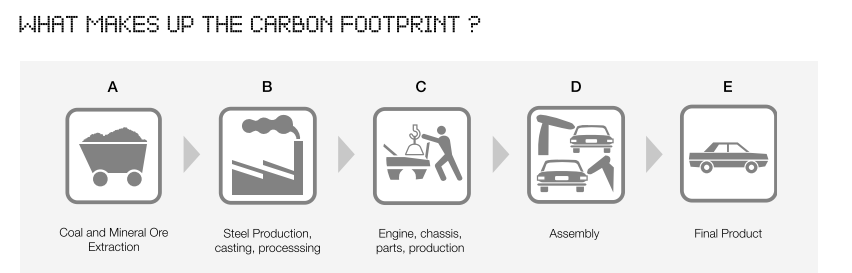 WHAT MAKES UP THE CARBON FOOTPRINT ?
A
B
C
D
E
Coal and Mineral Ore
Extraction
Steel Production,
casting, processsing
Engine, chassis,
parts, production
Assembly
Final Product